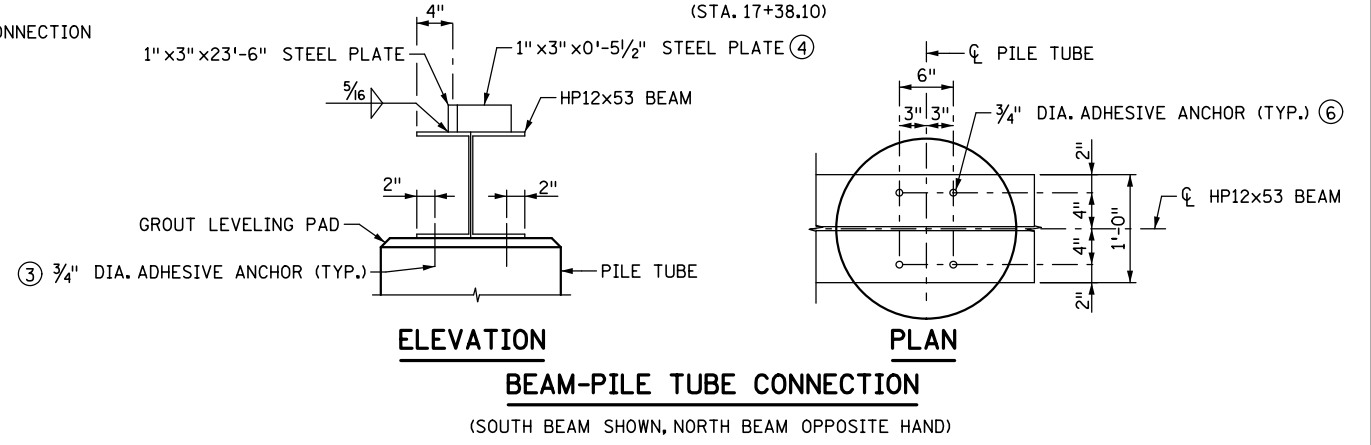 ONNECTION
4"
(STA. 17+38.10)
1"x3"x23'-6" STEEL PLATE
1"x3"x0'-5½" STEEL PLATE ④
5/16
HP12x53 BEAM
2"
2"
GROUT LEVELING PAD
③ ¾" DIA. ADHESIVE ANCHOR (TYP.)
PILE TUBE
ELEVATION
℄ PILE TUBE
6"
3" 3"
¾" DIA. ADHESIVE ANCHOR (TYP.) ⑥
2"
4"
4"
2"
1'-0"
℄ HP12x53 BEAM
PLAN
BEAM-PILE TUBE CONNECTION
(SOUTH BEAM SHOWN, NORTH BEAM OPPOSITE HAND)